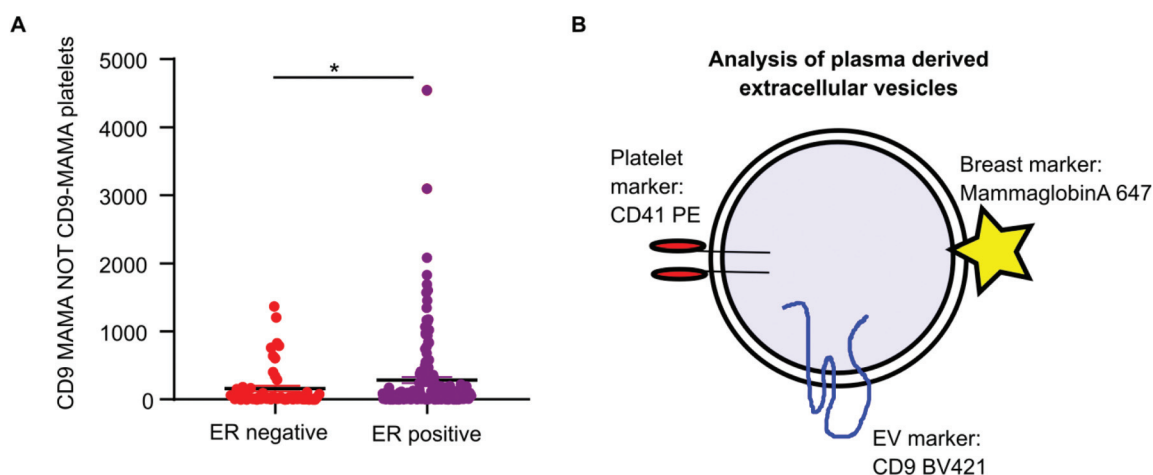 A
CD9 MAMA NOT CD9-MAMA platelets
5000
4000
3000
2000
1000
0
*
ER negative
ER positive
B
Analysis of plasma derived
extracellular vesicles
Platelet
marker:
CD41 PE
Breast marker:
MammaglobinA 647
EV marker:
CD9 BV421